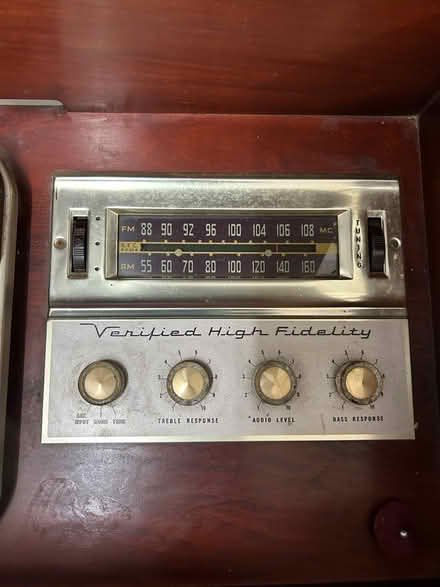 FM 88 90 92 96 100 104 106 108 MC
TUNING
55 60 70 80 100 120 140 160
Verified High Fidelity
TREBLE RESPONSE AUDIO LEVEL BASS RESPONSE